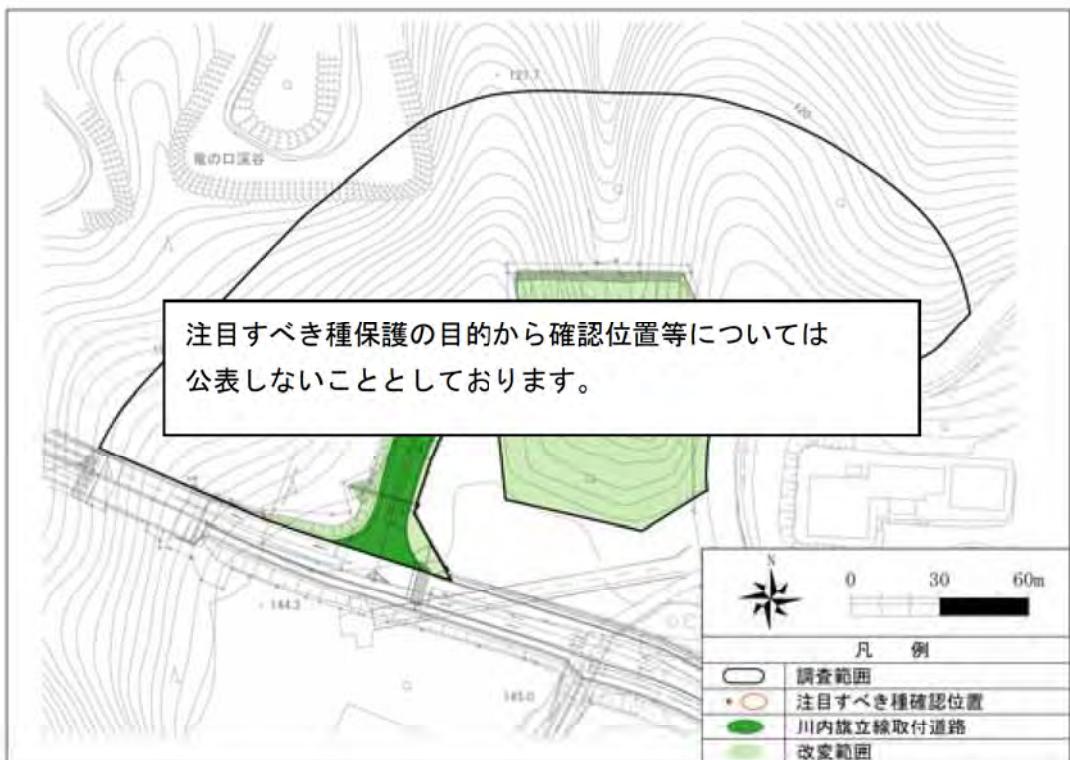 121.7
120
竜の口渓谷
注目すべき種保護の目的から確認位置等については
公表しないこととしております。
144.3
145.0
N
0 30 60m
凡 例
調査範囲
注目すべき種確認位置
川内旗立線取付道路
改変範囲